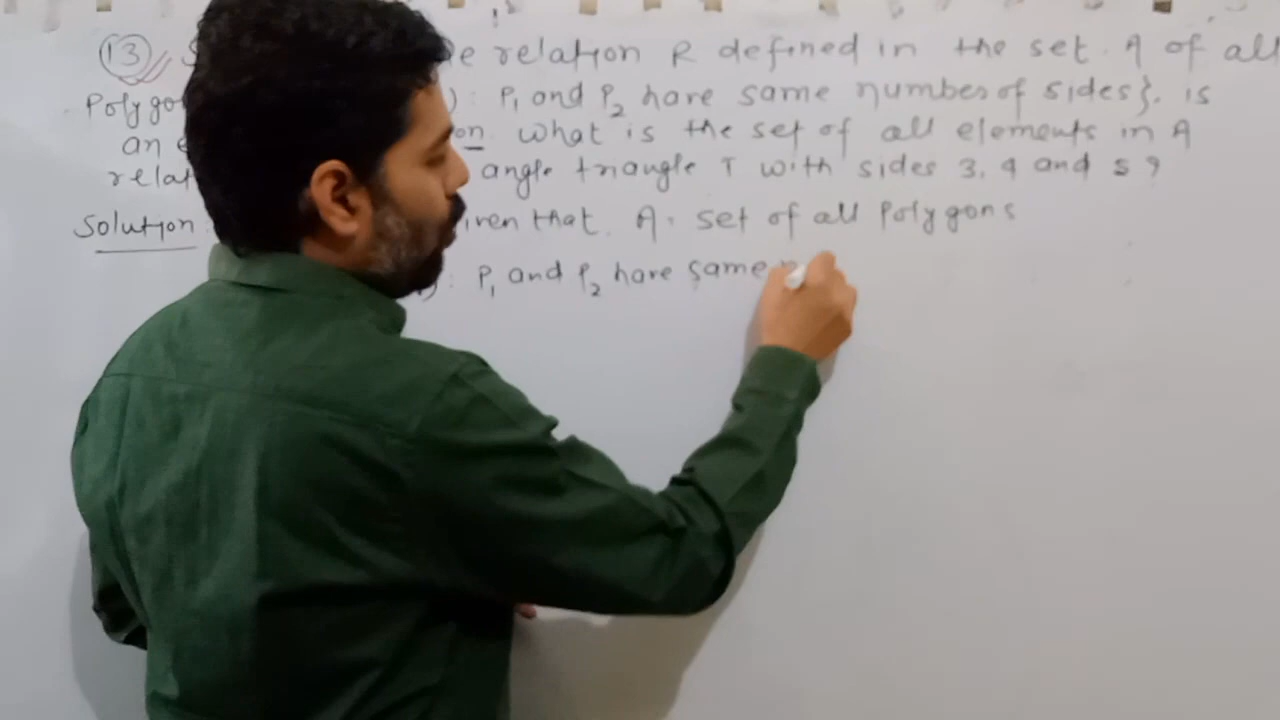 (13) S e relation R defined in the set A of all
Polygo ) : P₁ and P₂ have same number of sides}. is
an e on. What is the set of all elements in A
relat angle triangle T with sides 3, 4 and 5 ?
Solution : iven that. A : set of all Polygons
) : P₁ and P₂ have same